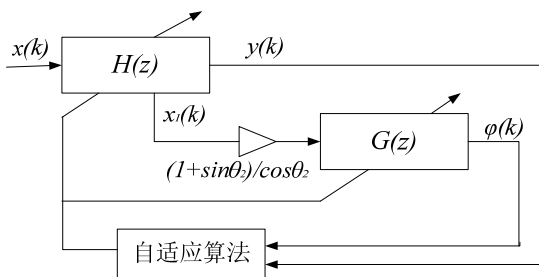 x(k)
H(z)
y(k)
x₁(k)
(1+sinθ₂)/cosθ₂
G(z)
φ(k)
自适应算法